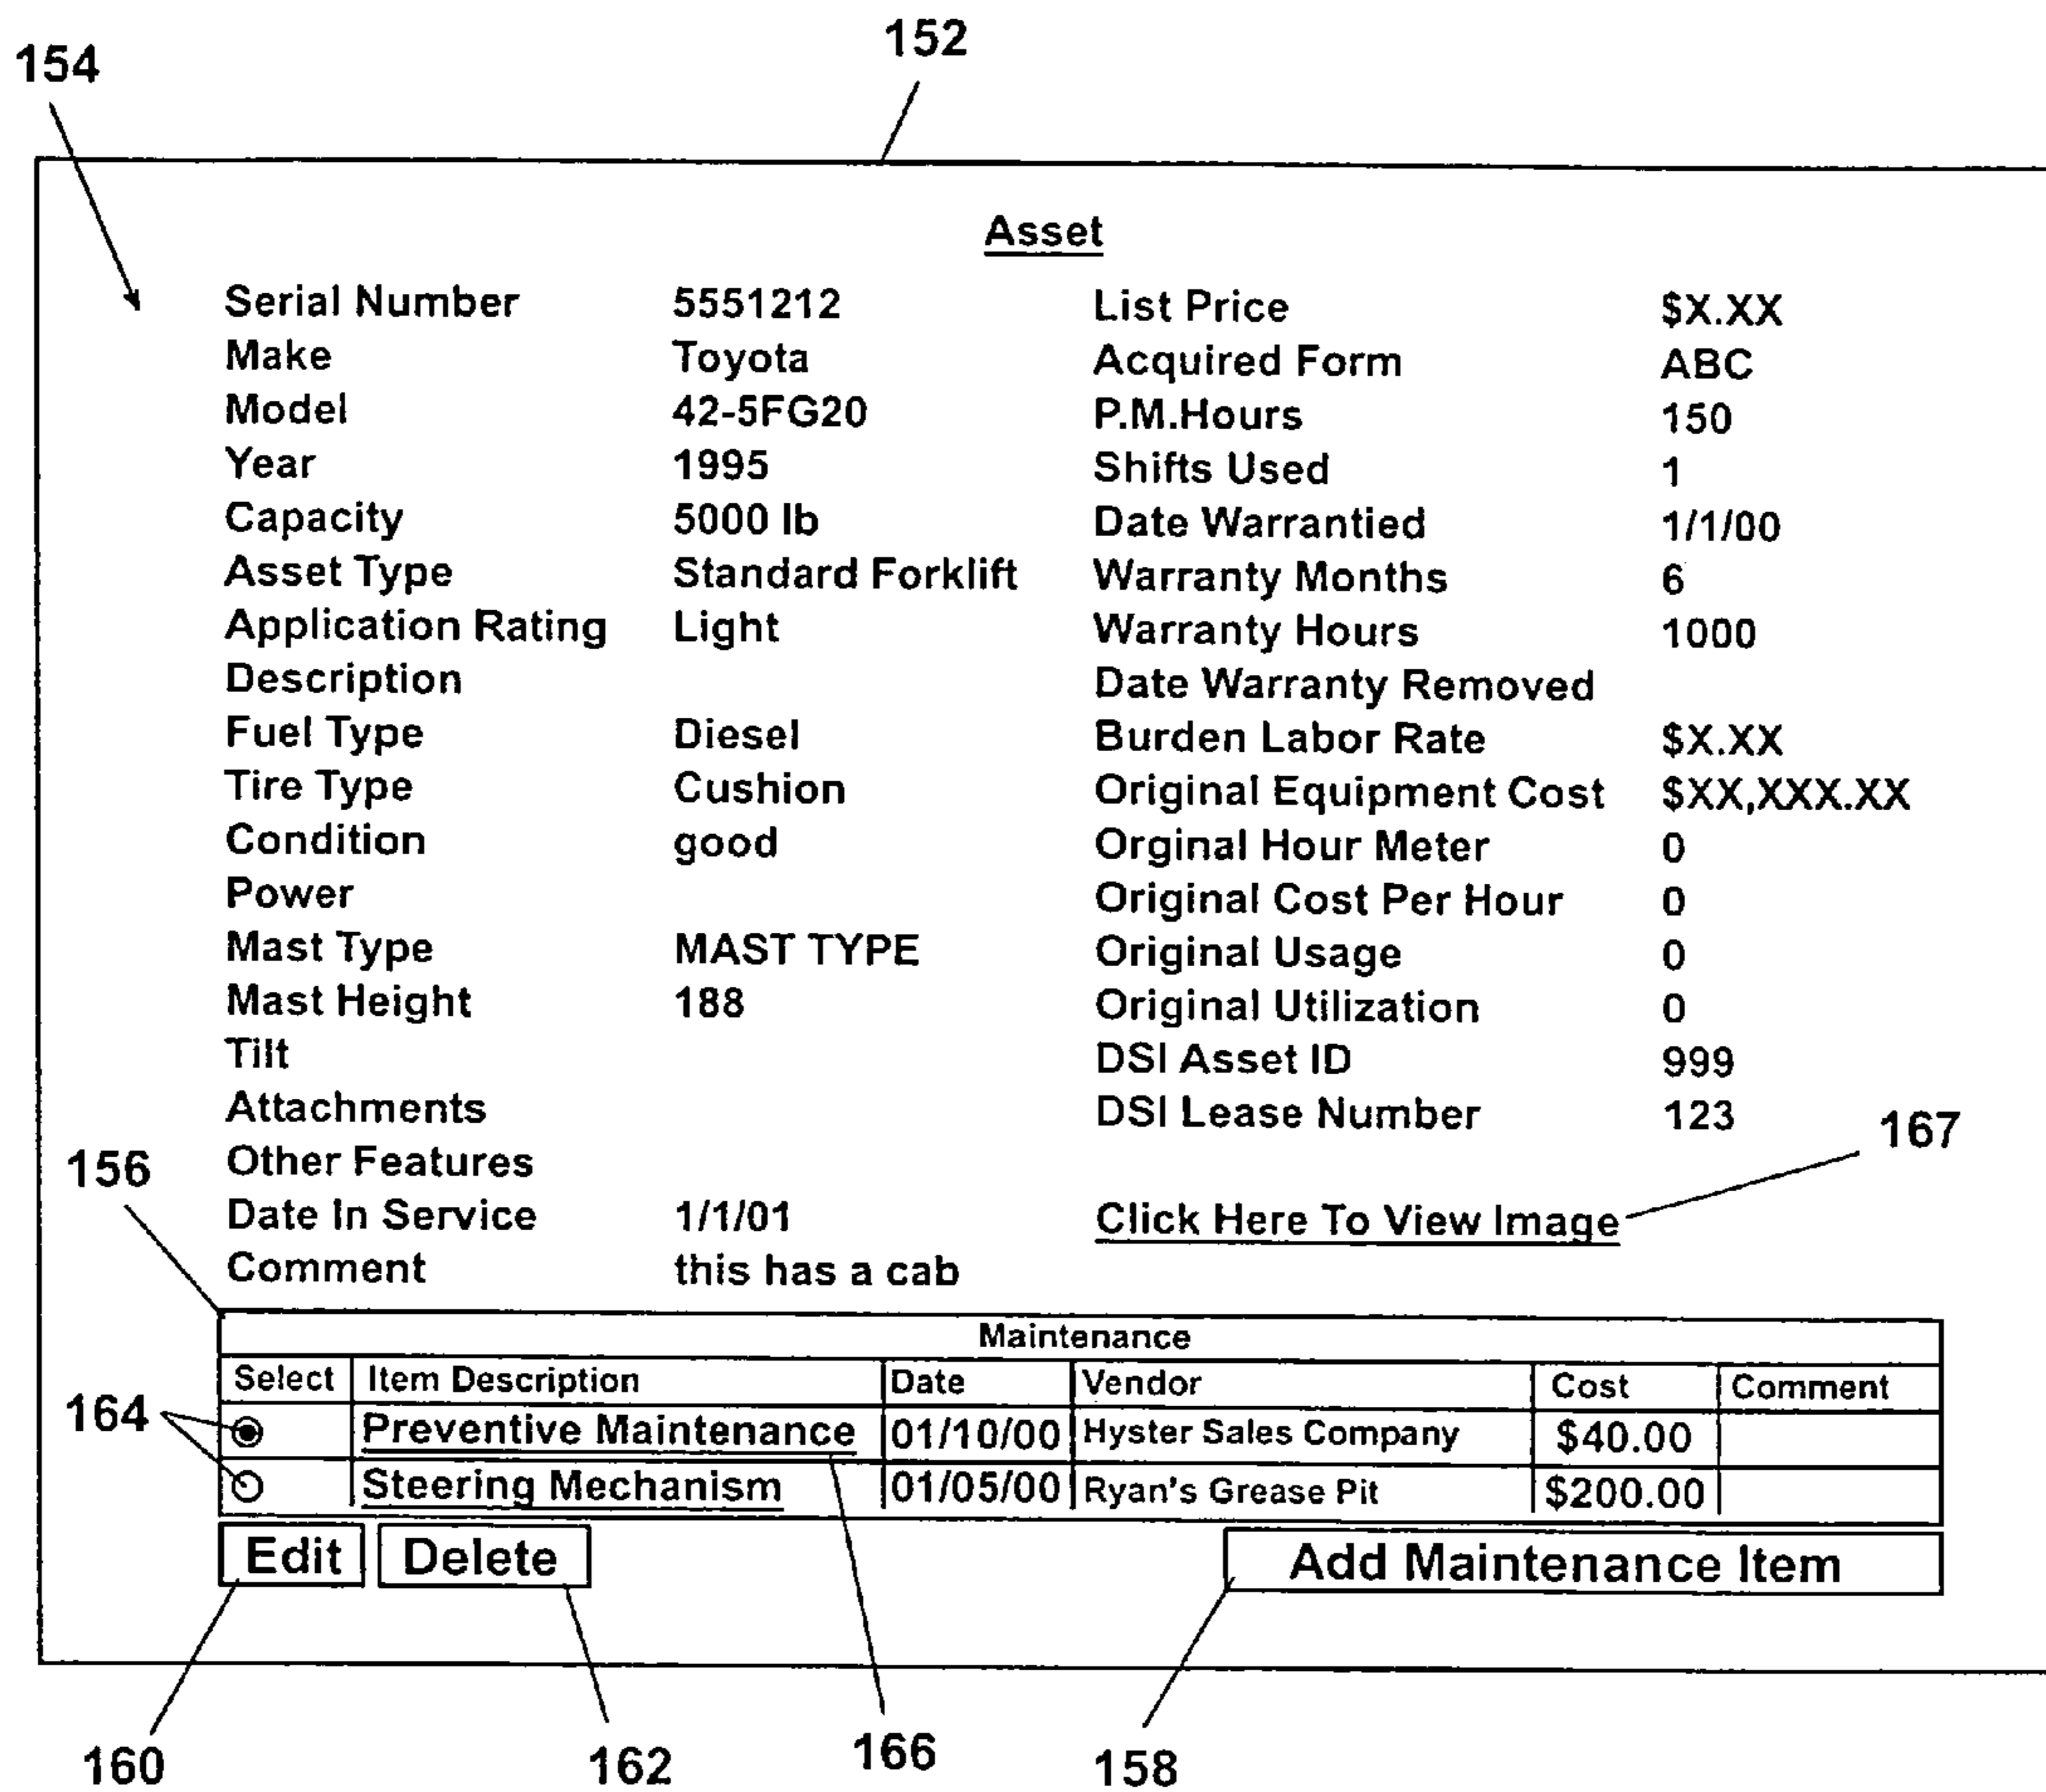 152
154
Asset
Serial Number 5551212 List Price $X.XX
Make Toyota Acquired Form ABC
Model 42-5FG20 P.M.Hours 150
Year 1995 Shifts Used 1
Capacity 5000 lb Date Warrantied 1/1/00
Asset Type Standard Forklift Warranty Months 6
Application Rating Light Warranty Hours 1000
Description Date Warranty Removed
Fuel Type Diesel Burden Labor Rate $X.XX
Tire Type Cushion Original Equipment Cost $XX,XXX.XX
Condition good Orginal Hour Meter 0
Power Original Cost Per Hour 0
Mast Type MAST TYPE Original Usage 0
Mast Height 188 Original Utilization 0
Tilt DSI Asset ID 999
Attachments DSI Lease Number 123
167
156 Other Features
Date In Service 1/1/01 Click Here To View Image
Comment this has a cab
Maintenance
Select Item Description Date Vendor Cost Comment
164 Preventive Maintenance 01/10/00 Hyster Sales Company $40.00
Steering Mechanism 01/05/00 Ryan's Grease Pit $200.00
Edit Delete Add Maintenance Item
160 162 166 158